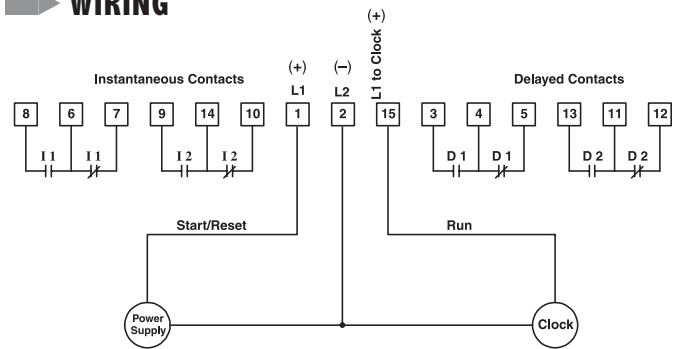 WIRING
(+)
L1 to Clock
(+)
(–)
Instantaneous Contacts
L1
L2
Delayed Contacts
8
6
7
9
14
10
1
2
15
3
4
5
13
11
12
I 1
I 1
I 2
I 2
D 1
D 1
D 2
D 2
Start/Reset
Run
Power
Supply
Clock